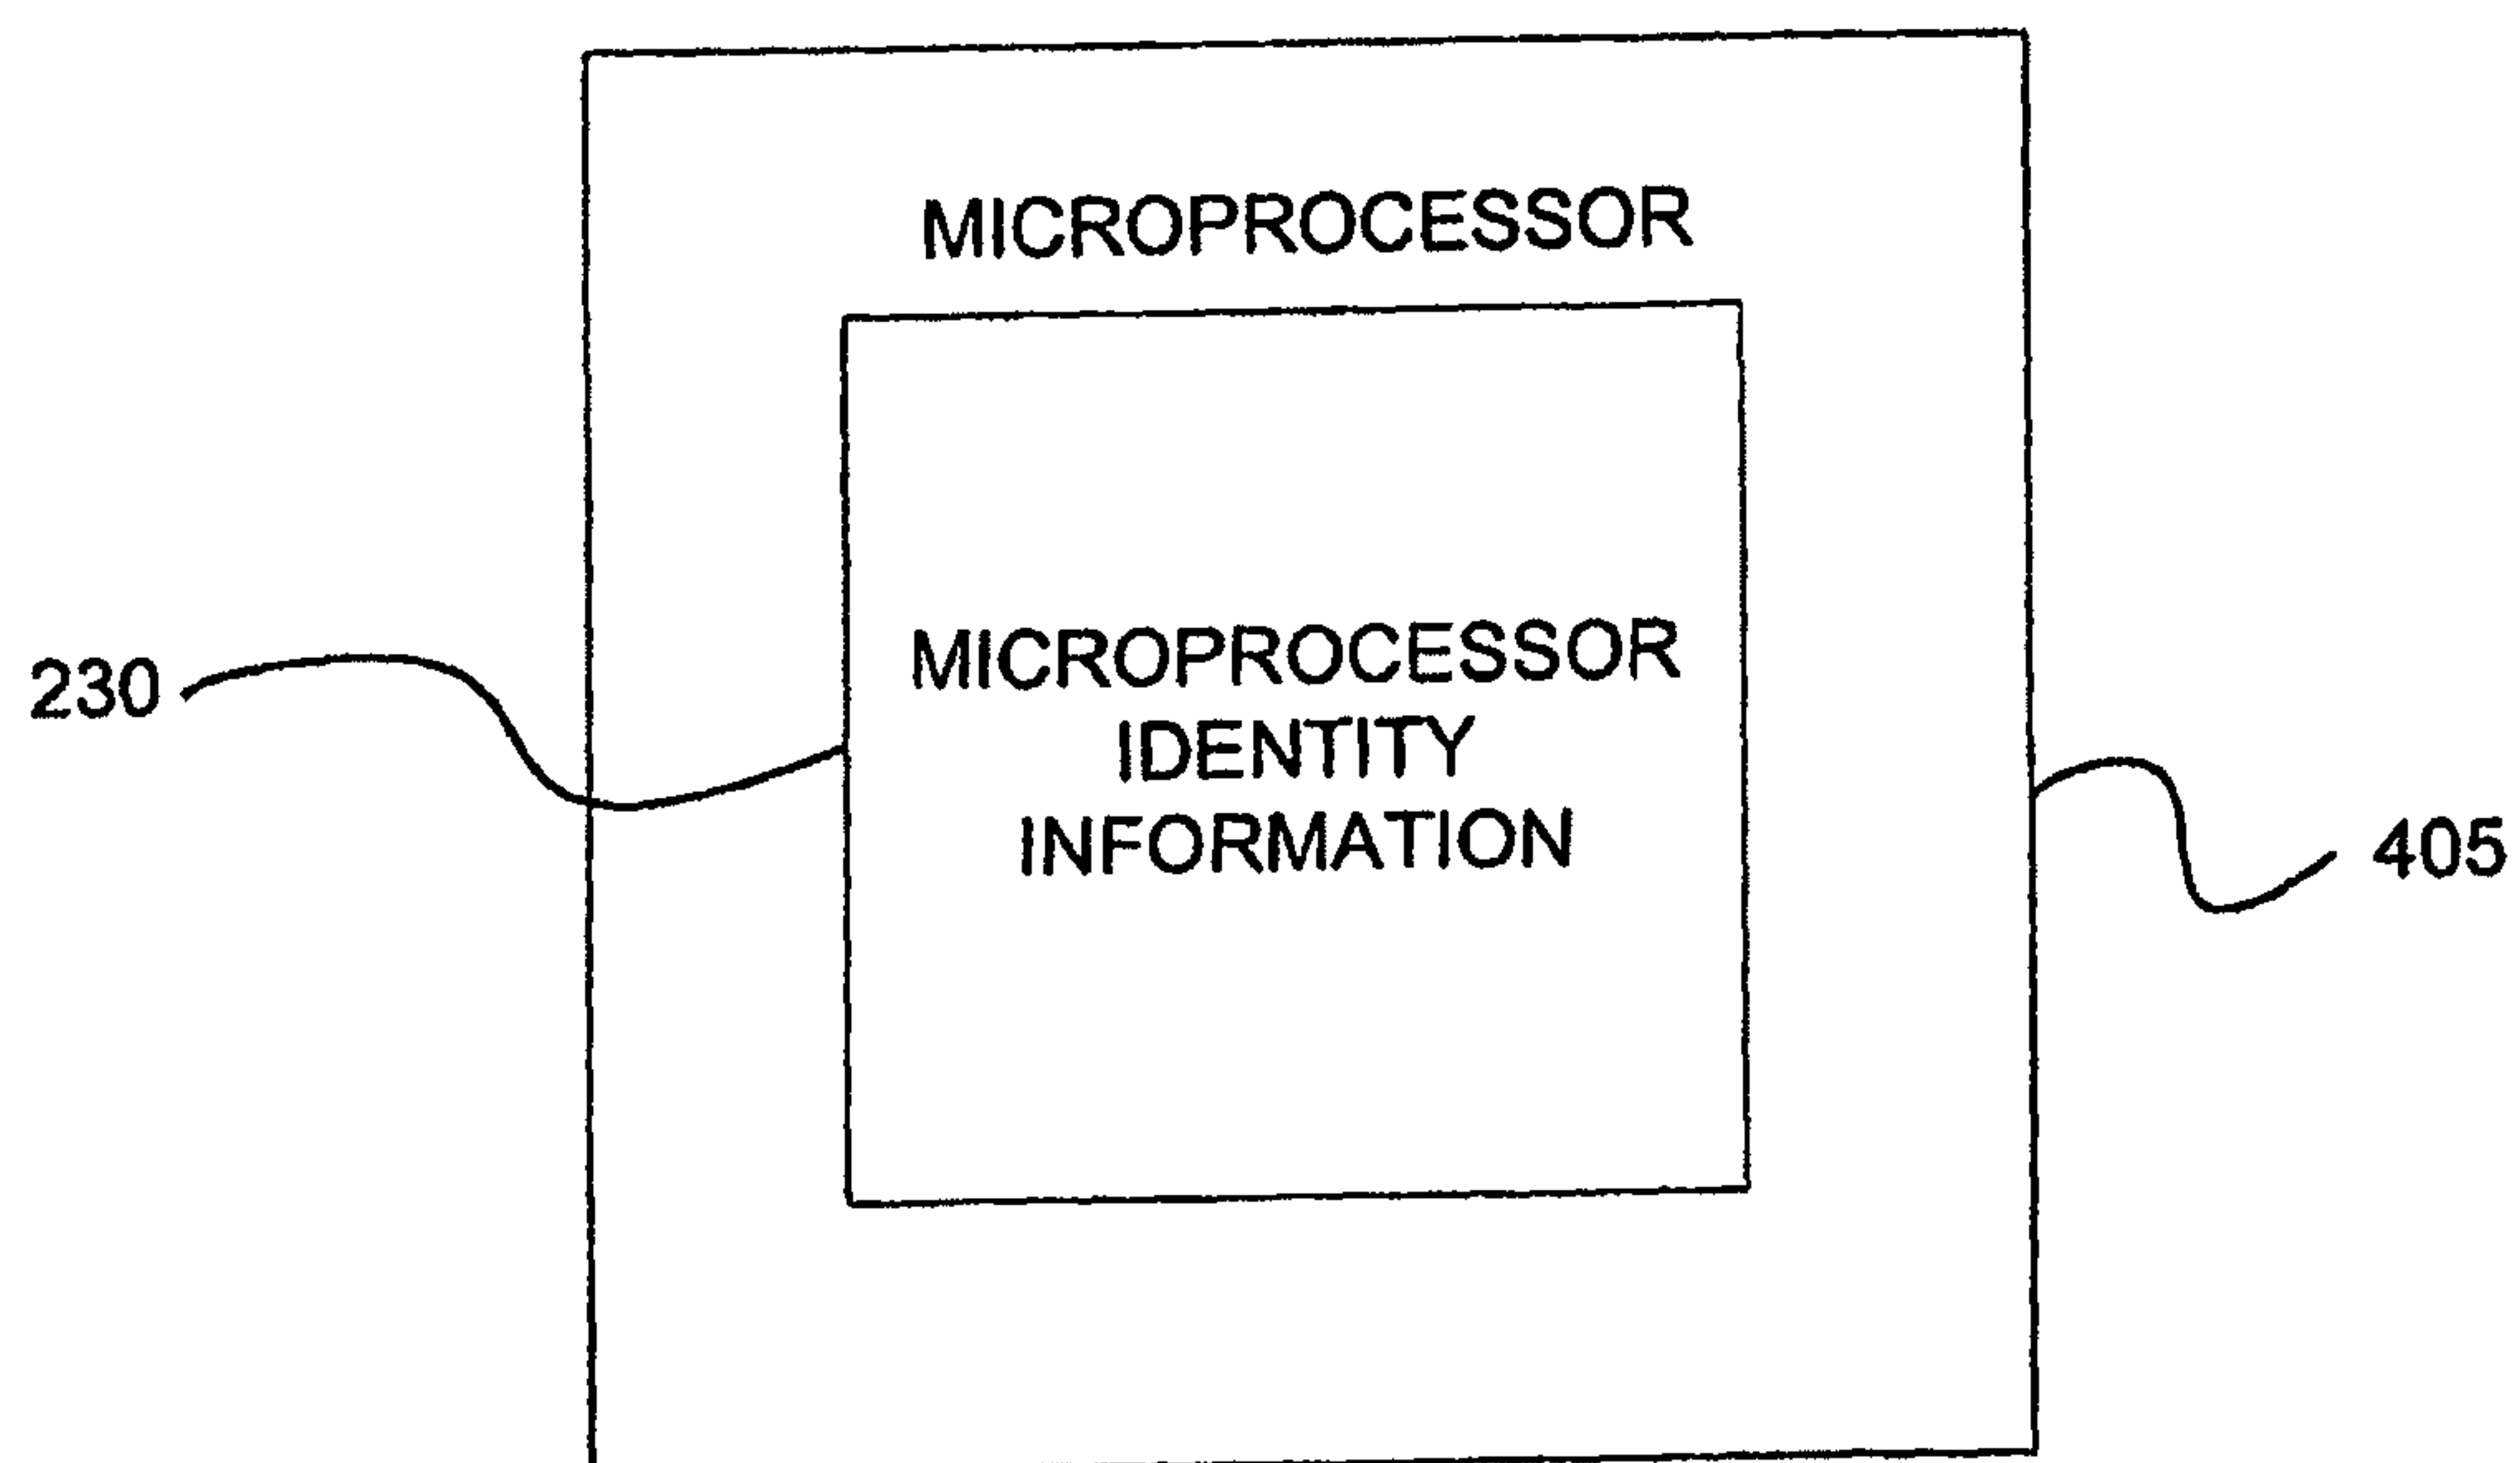 MICROPROCESSOR
MICROPROCESSOR
IDENTITY
INFORMATION
230
405